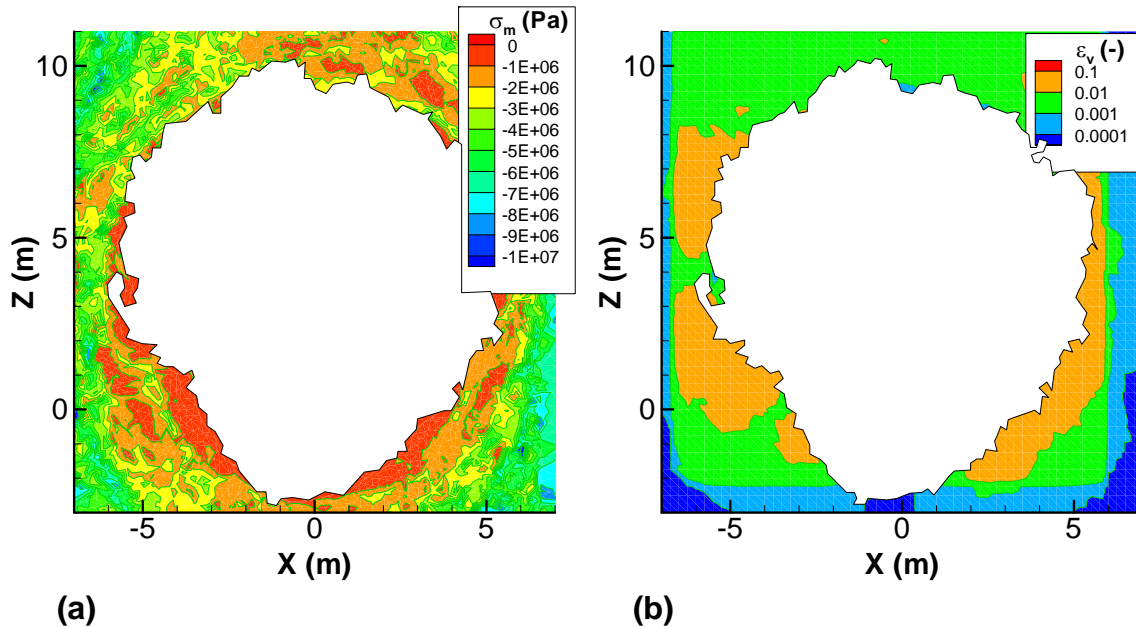 σm (Pa)
0
-1E+06
-2E+06
-4E+06
-5E+06
-6E+06
-7E+06
-8E+06
-9E+06
-1E+07
10
5
0
Z (m)
-5 0 5
X (m)
(a)
εv (-)
0.1
0.01
0.001
0.0001
10
5
0
Z (m)
-5 0 5
X (m)
(b)